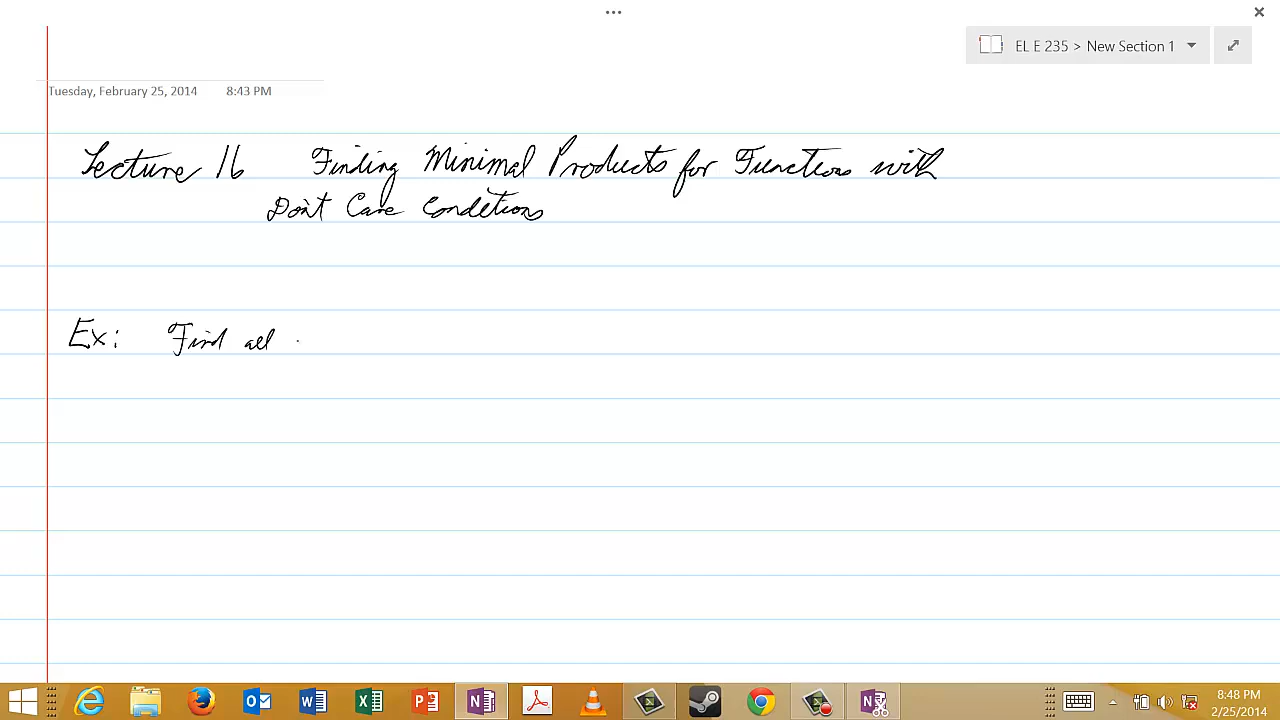 EL E 235 > New Section 1
Tuesday, February 25, 2014 8:43 PM
Lecture 16 Finding Minimal Products for Functions with
Don't Care Conditions
Ex: Find all
8:48 PM
2/25/2014